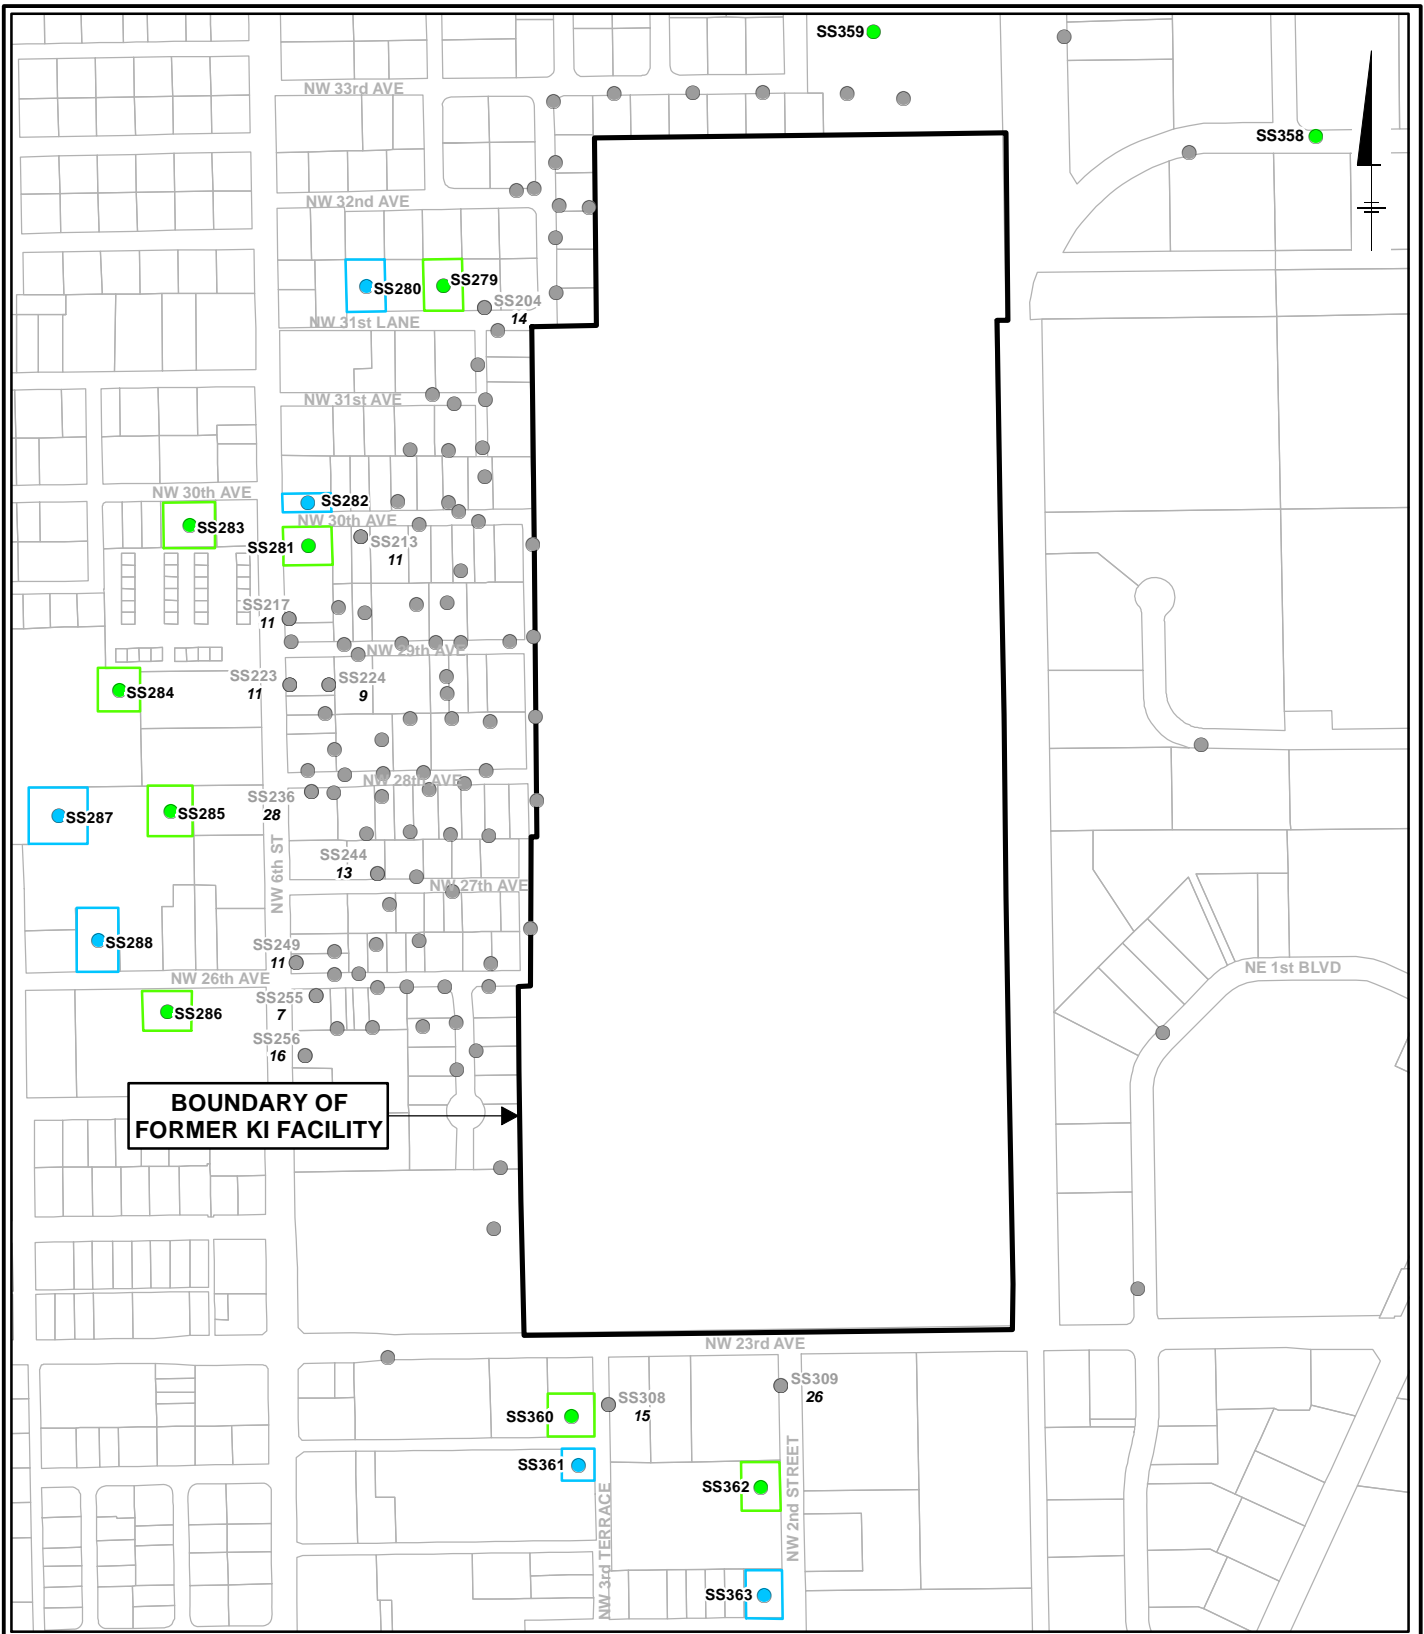 SS359
NW 33rd AVE
SS358
NW 32nd AVE
SS280
SS279
SS204
14
NW 31st LANE
NW 31st AVE
NW 30th AVE
SS282
SS283
NW 30th AVE
SS281
SS213
11
SS217
11
NW 29th AVE
SS223
11
SS224
9
SS284
NW 28th AVE
SS236
28
SS287
SS285
NW 6th ST
SS244
13
NW 27th AVE
SS288
SS249
11
NW 26th AVE
NE 1st BLVD
SS255
7
SS286
SS256
16
BOUNDARY OF
FORMER KI FACILITY
NW 23rd AVE
SS309
26
SS308
15
SS360
SS361
SS362
NW 2nd STREET
NW 3rd TERRACE
SS363